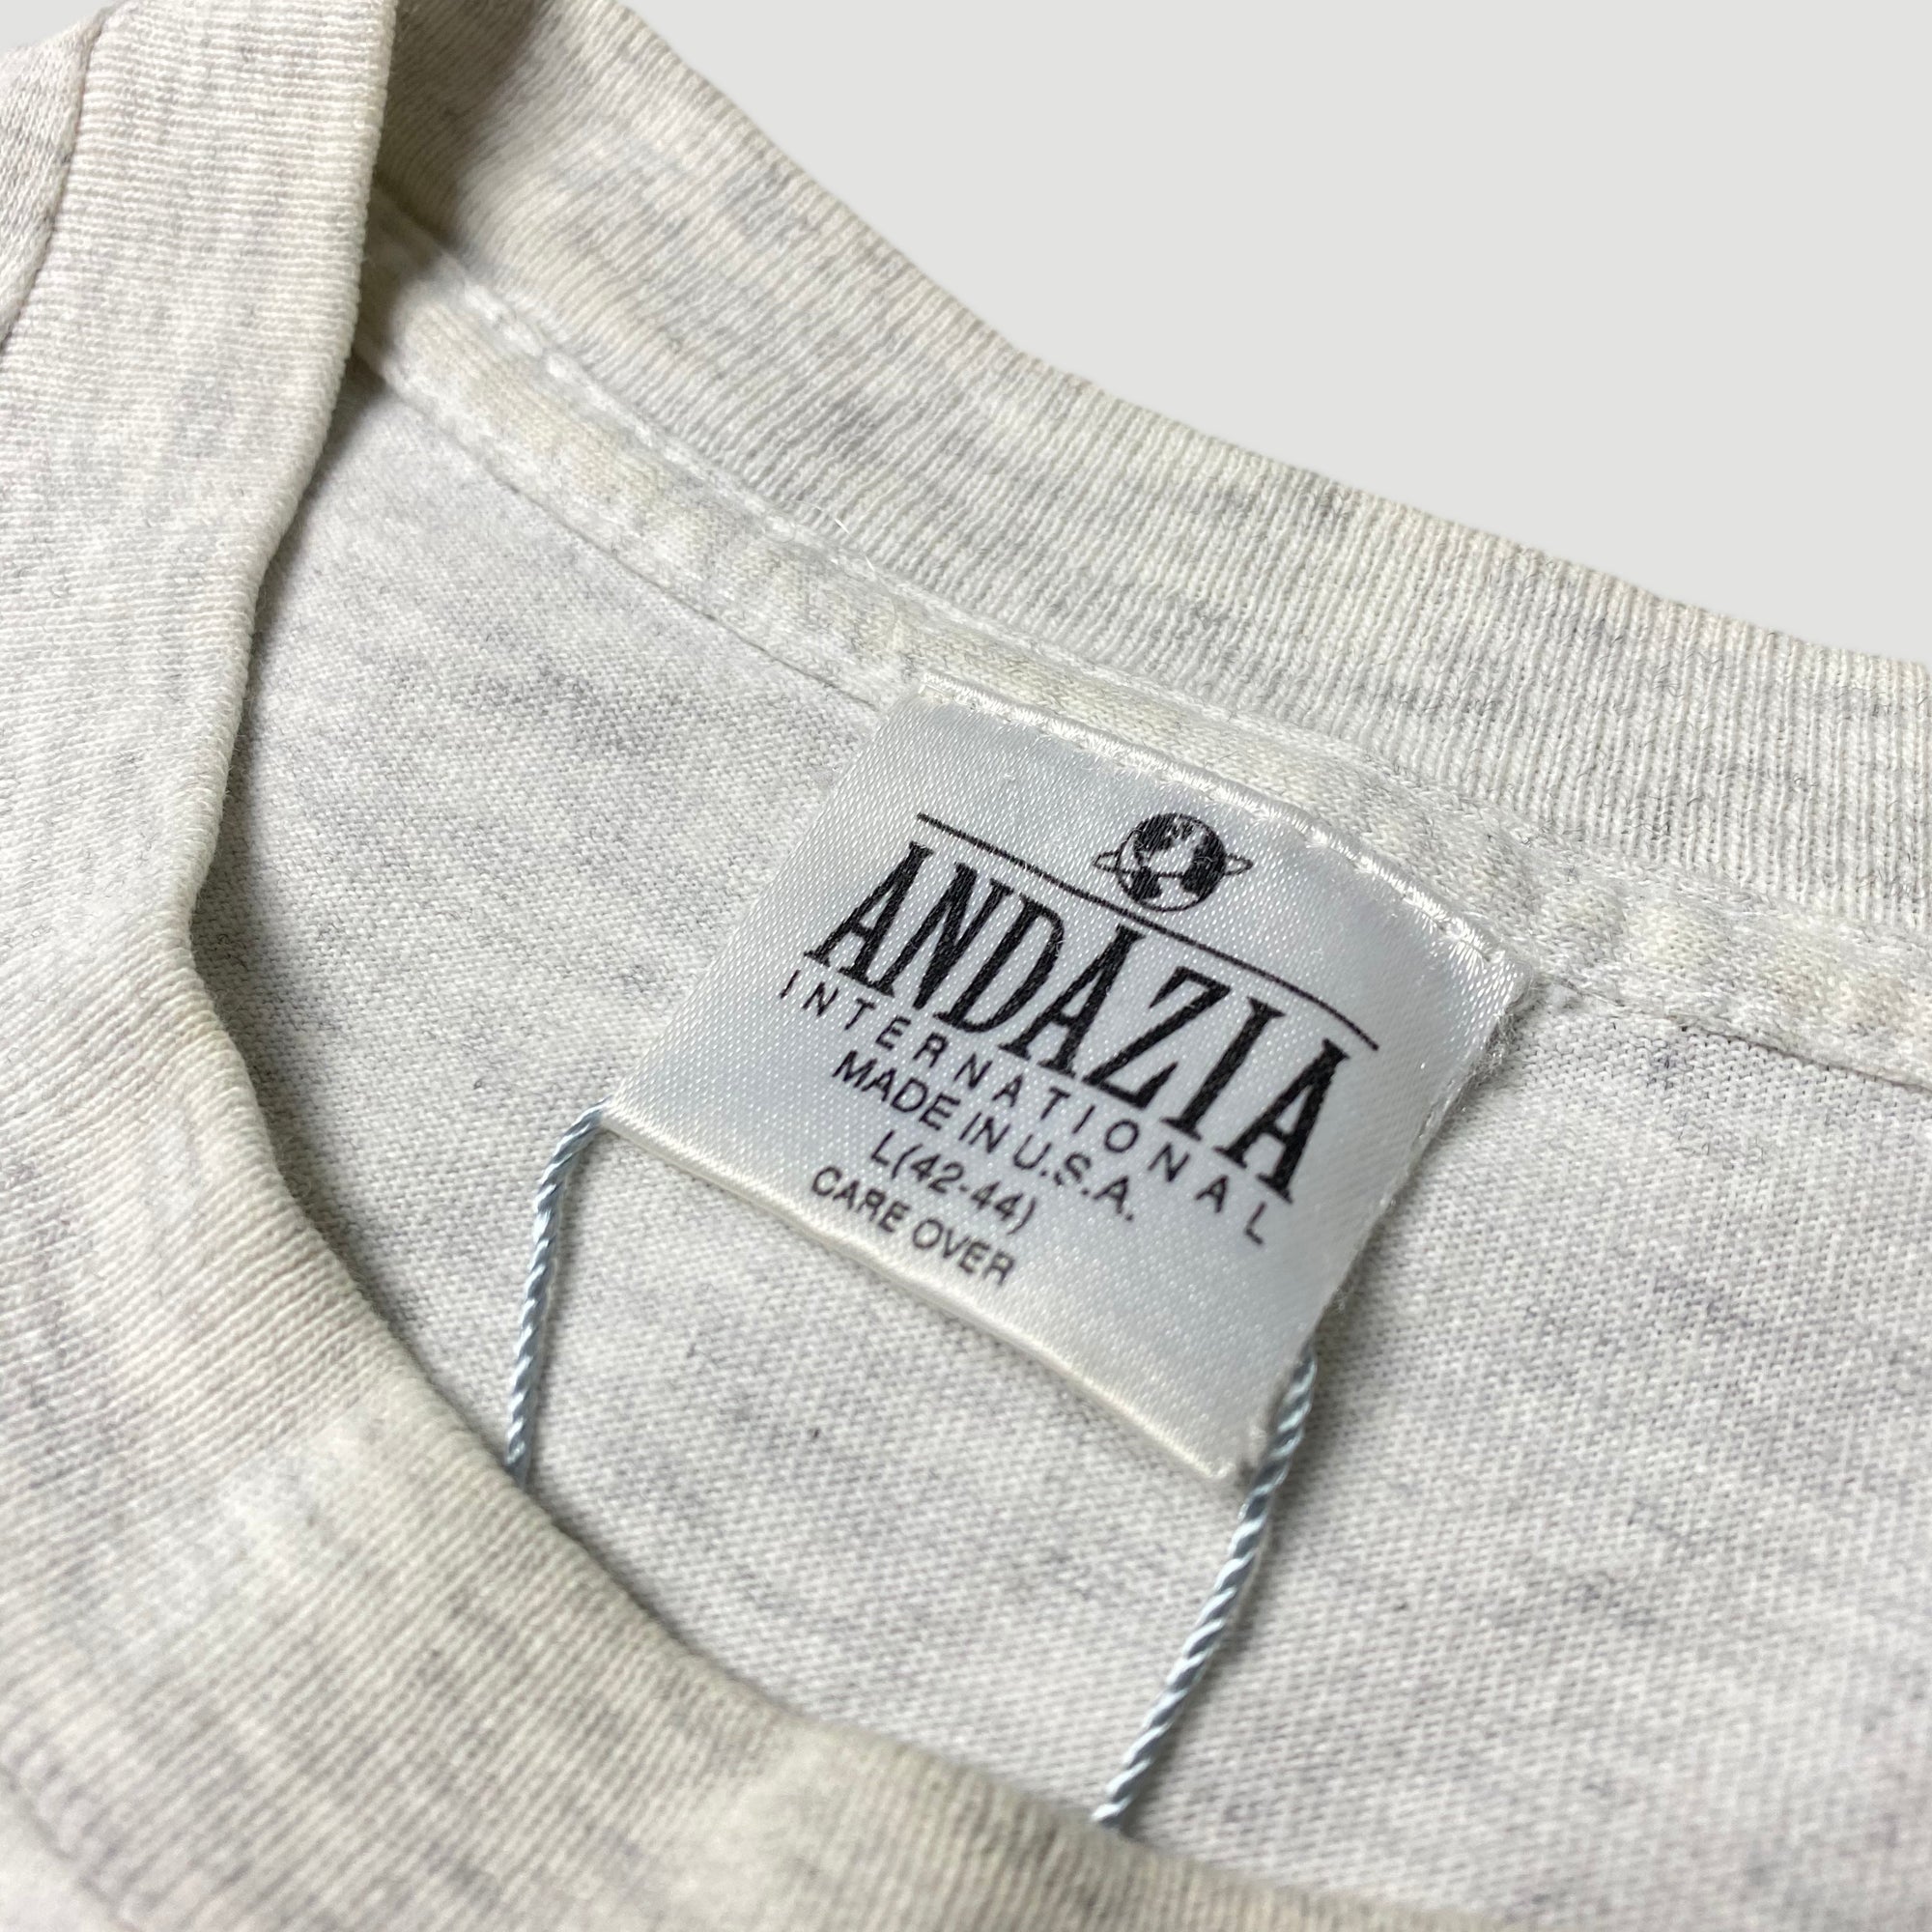 ANDAZIA
INTERNATIONAL
MADE IN U.S.A.
L(42-44)
CARE OVER